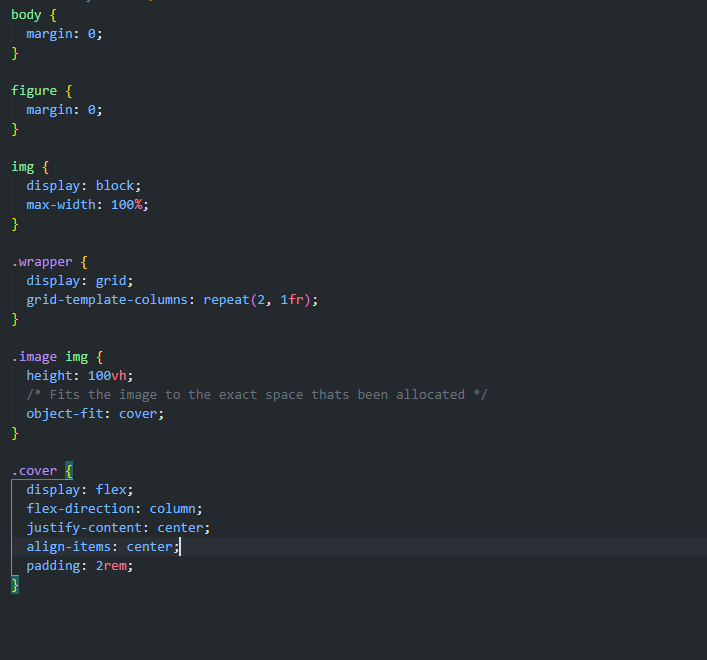 body {
  margin: 0;
}

figure {
  margin: 0;
}

img {
  display: block;
  max-width: 100%;
}

.wrapper {
  display: grid;
  grid-template-columns: repeat(2, 1fr);
}

.image img {
  height: 100vh;
  /* Fits the image to the exact space thats been allocated */
  object-fit: cover;
}

.cover {
  display: flex;
  flex-direction: column;
  justify-content: center;
  align-items: center;
  padding: 2rem;
}